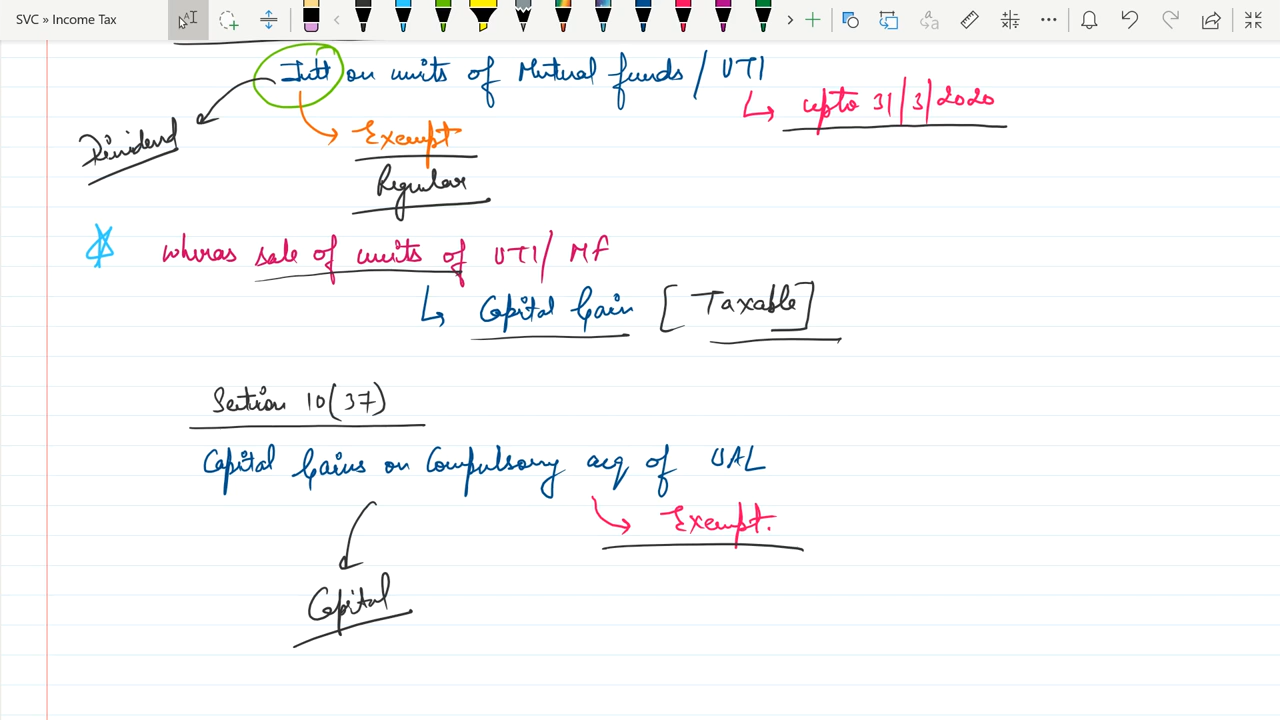 SVC » Income Tax
Intt on units of Mutual funds / UTI
↳ upto 31/3/2020
Dividend
Exempt
Regular
wheras sale of units of UTI / MF
↳ Capital Gain [Taxable]
Section 10(37)
Capital Gains on Compulsory acq of UAL
Exempt.
Capital